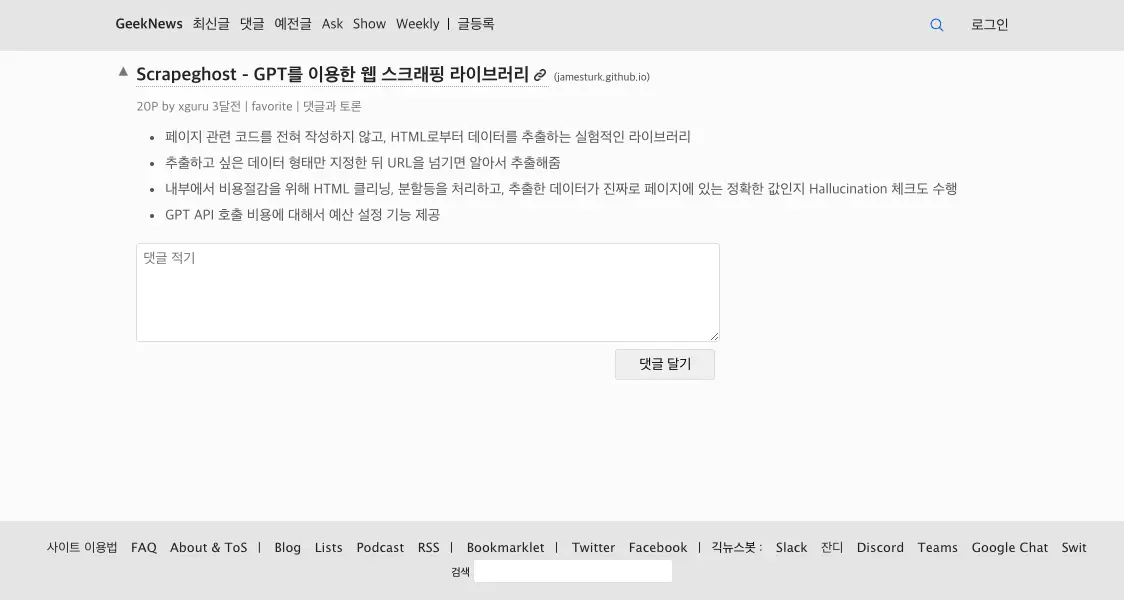 GeekNews 최신글 댓글 예전글 Ask Show Weekly | 글등록 로그인
▲ Scrapeghost - GPT를 이용한 웹 스크래핑 라이브러리 (jamesturk.github.io)
20P by xguru 3달전 | favorite | 댓글과 토론
• 페이지 관련 코드를 전혀 작성하지 않고, HTML로부터 데이터를 추출하는 실험적인 라이브러리
• 추출하고 싶은 데이터 형태만 지정한 뒤 URL을 넘기면 알아서 추출해줌
• 내부에서 비용절감을 위해 HTML 클리닝, 분할등을 처리하고, 추출한 데이터가 진짜로 페이지에 있는 정확한 값인지 Hallucination 체크도 수행
• GPT API 호출 비용에 대해서 예산 설정 기능 제공
댓글 적기
댓글 달기
사이트 이용법 FAQ About & ToS | Blog Lists Podcast RSS | Bookmarklet | Twitter Facebook | 긱뉴스봇 : Slack 잔디 Discord Teams Google Chat Swit
검색